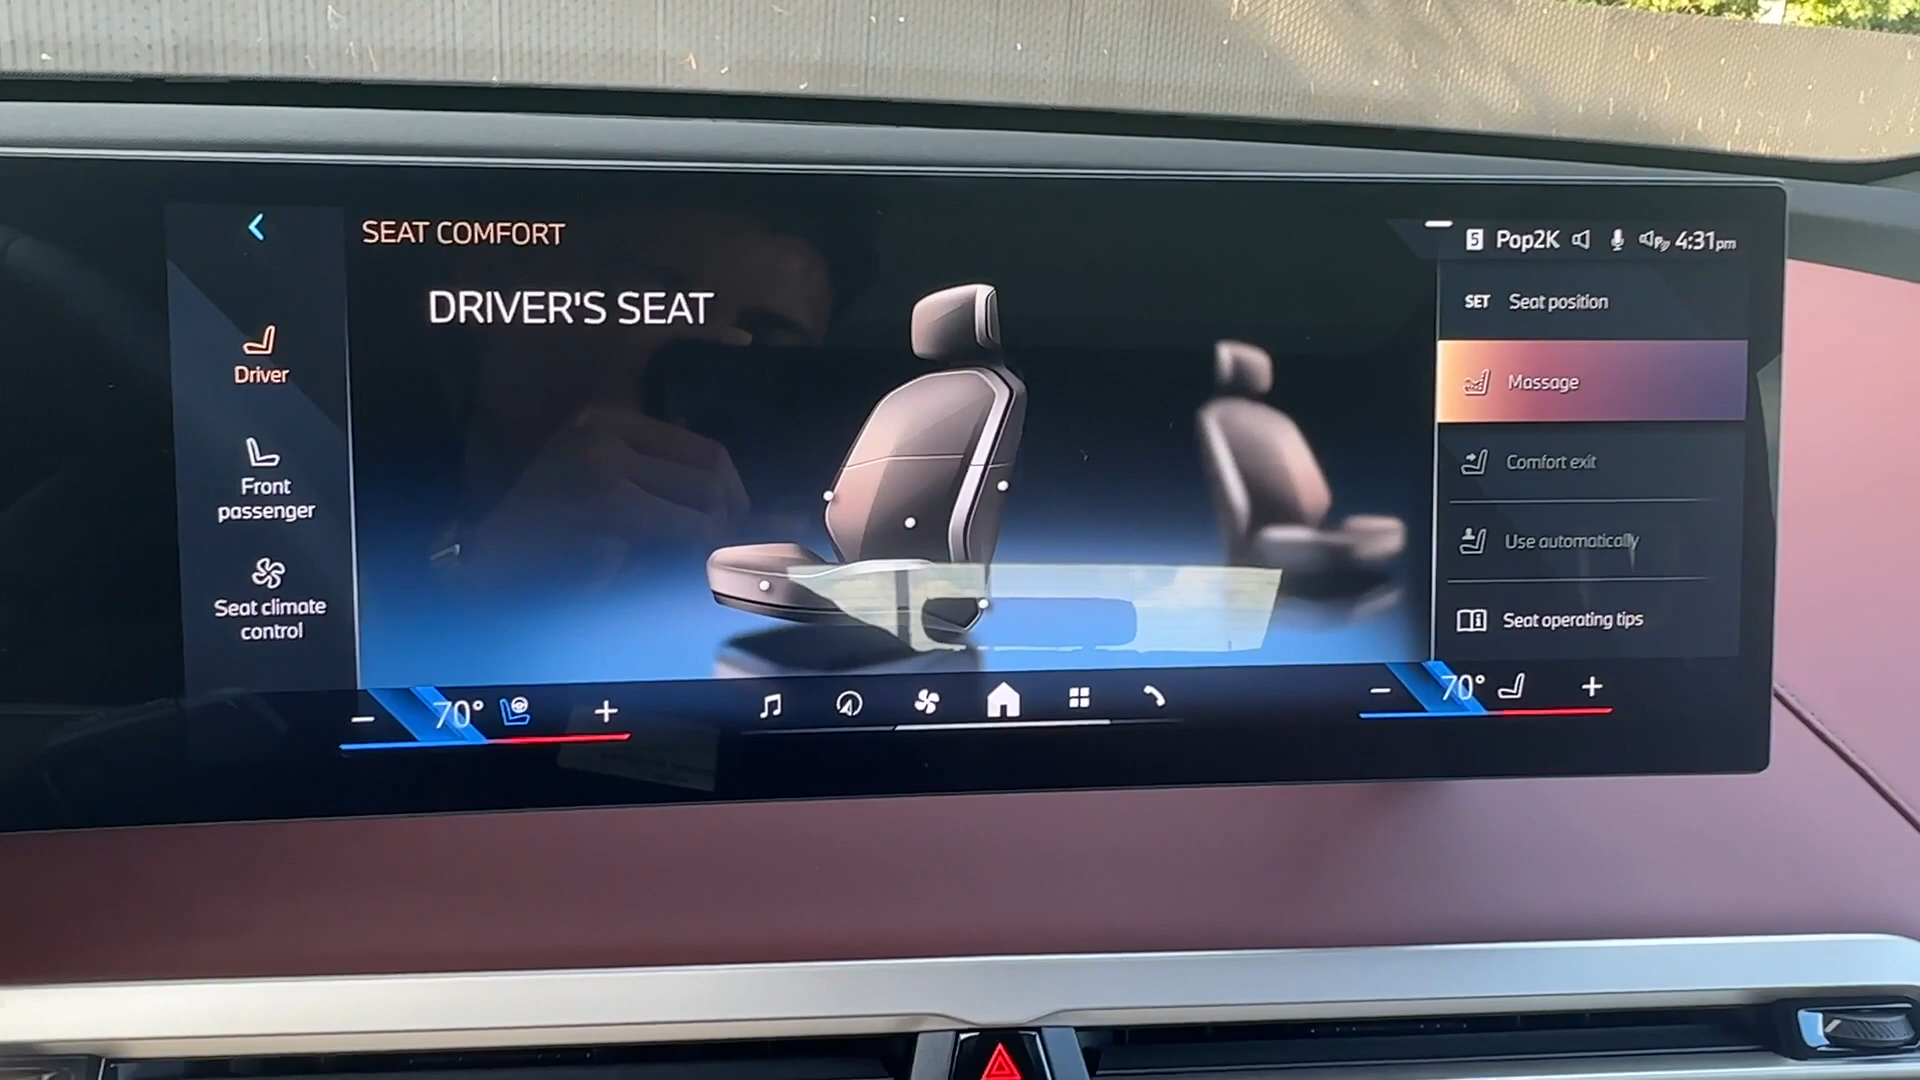 SEAT COMFORT
DRIVER'S SEAT
Driver
Front
passenger
Seat climate
control
5 Pop2K 4:31pm
SET Seat position
Massage
Comfort exit
Use automatically
Seat operating tips
− 70° +
− 70° +